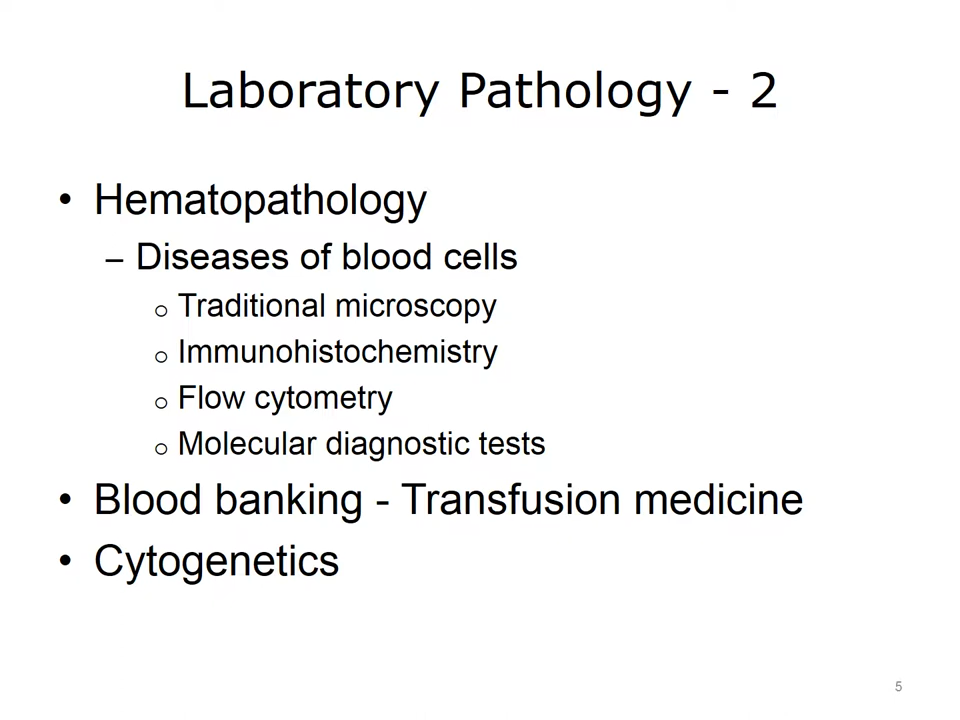 Laboratory Pathology - 2
• Hematopathology
– Diseases of blood cells
o Traditional microscopy
o Immunohistochemistry
o Flow cytometry
o Molecular diagnostic tests
• Blood banking - Transfusion medicine
• Cytogenetics
5